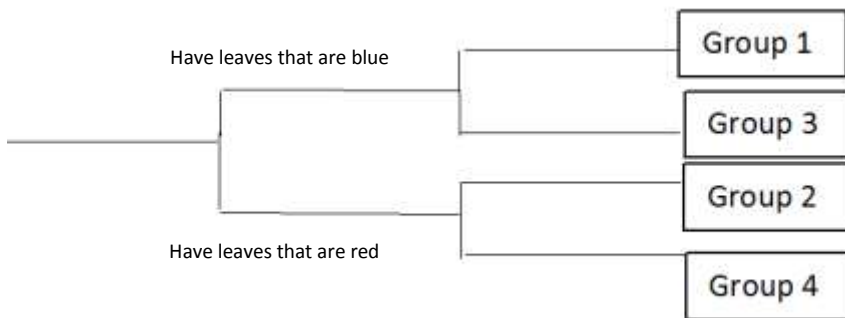 Have leaves that are blue
Group 1
Group 3
Group 2
Have leaves that are red
Group 4